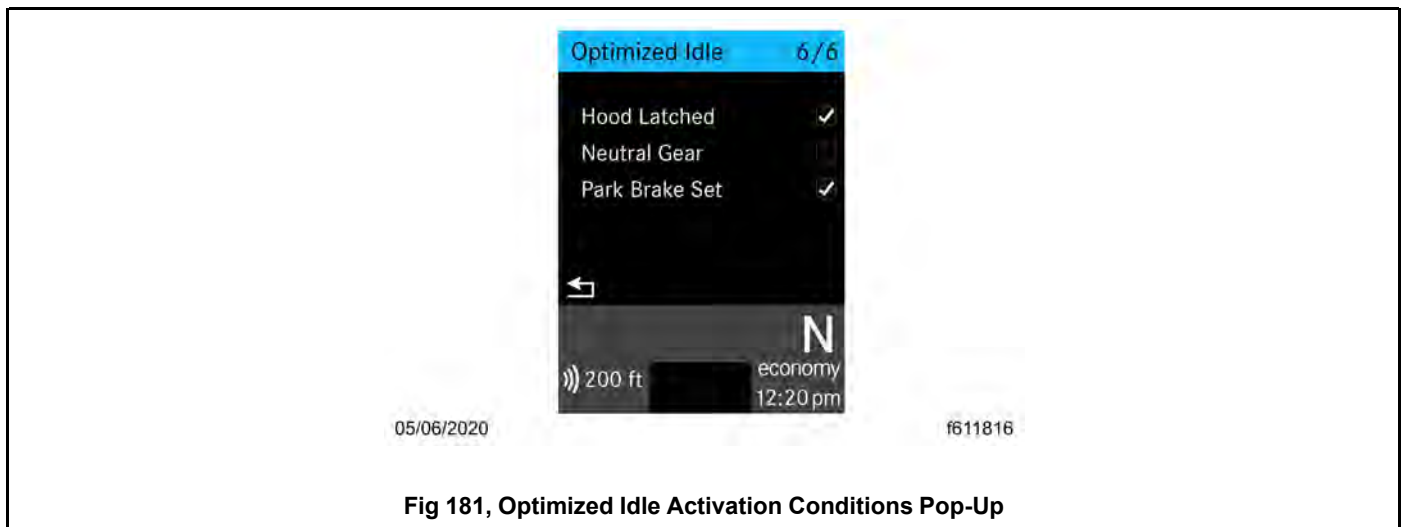 Optimized Idle 6/6
Hood Latched
Neutral Gear
Park Brake Set
N
200 ft
economy
12:20 pm
05/06/2020 f611816
Fig 181, Optimized Idle Activation Conditions Pop-Up